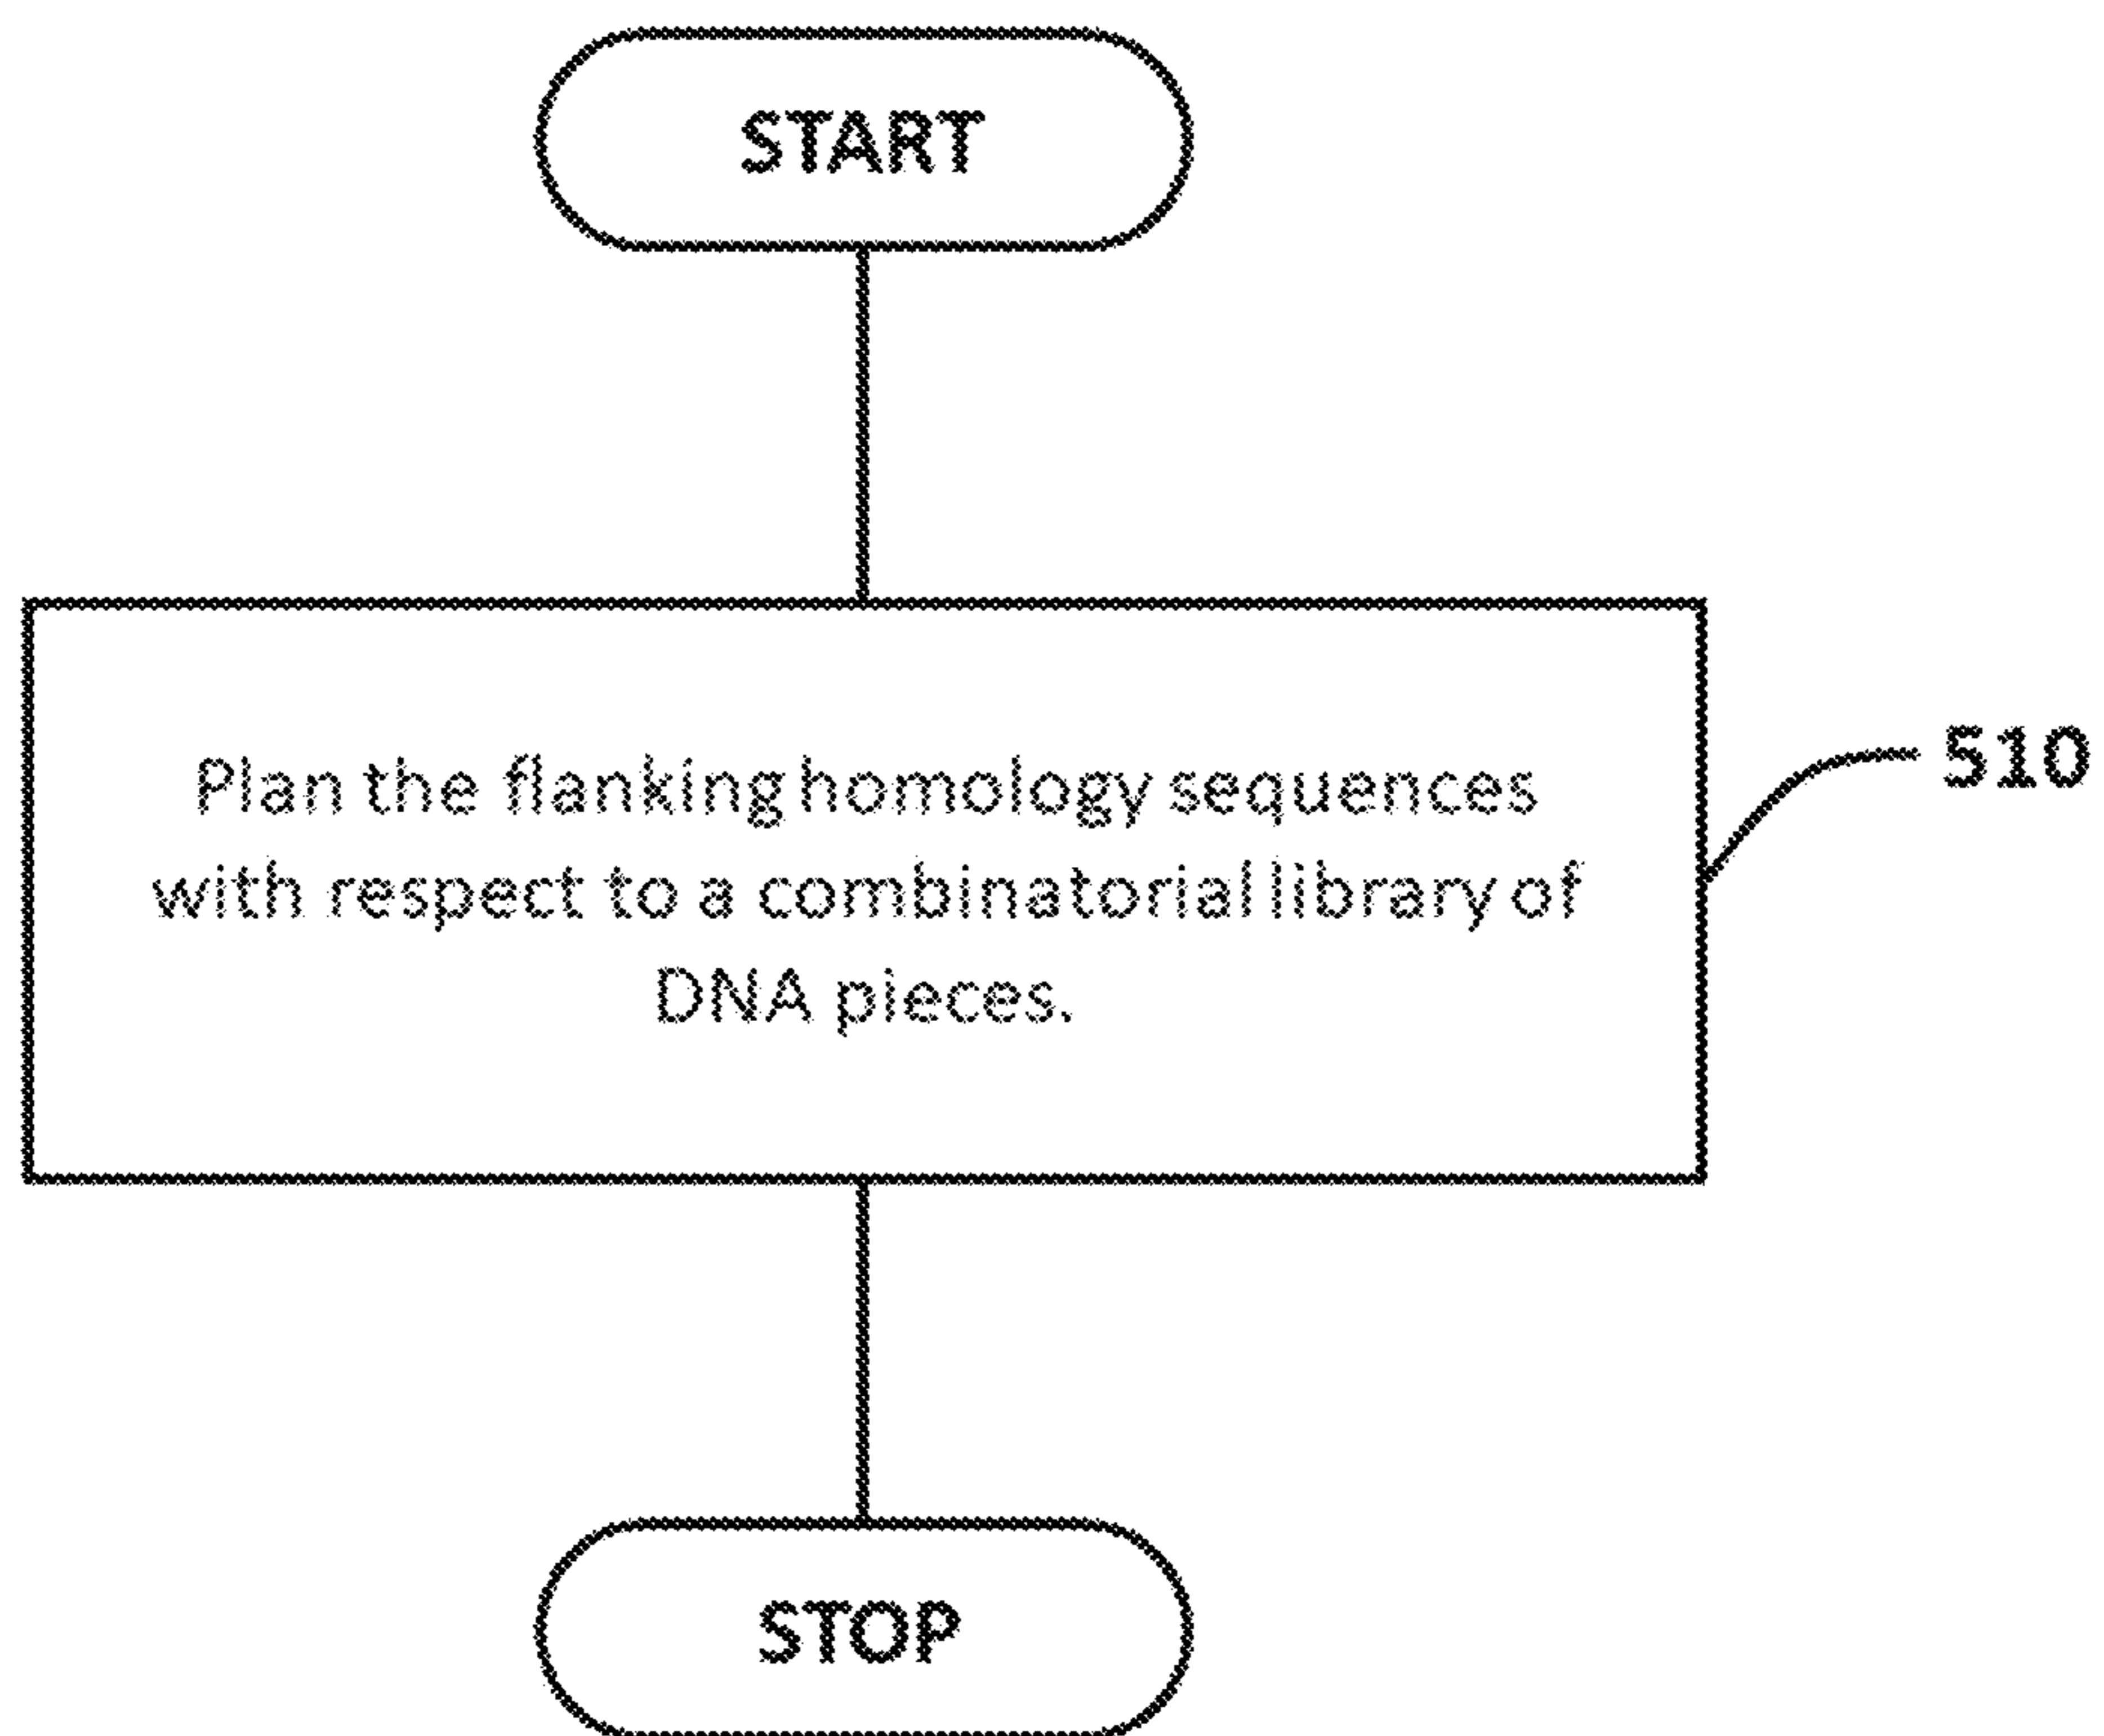 START
Plan the flanking homology sequences
510
with respect to a combinatorial library of
DNA pieces.
STOP